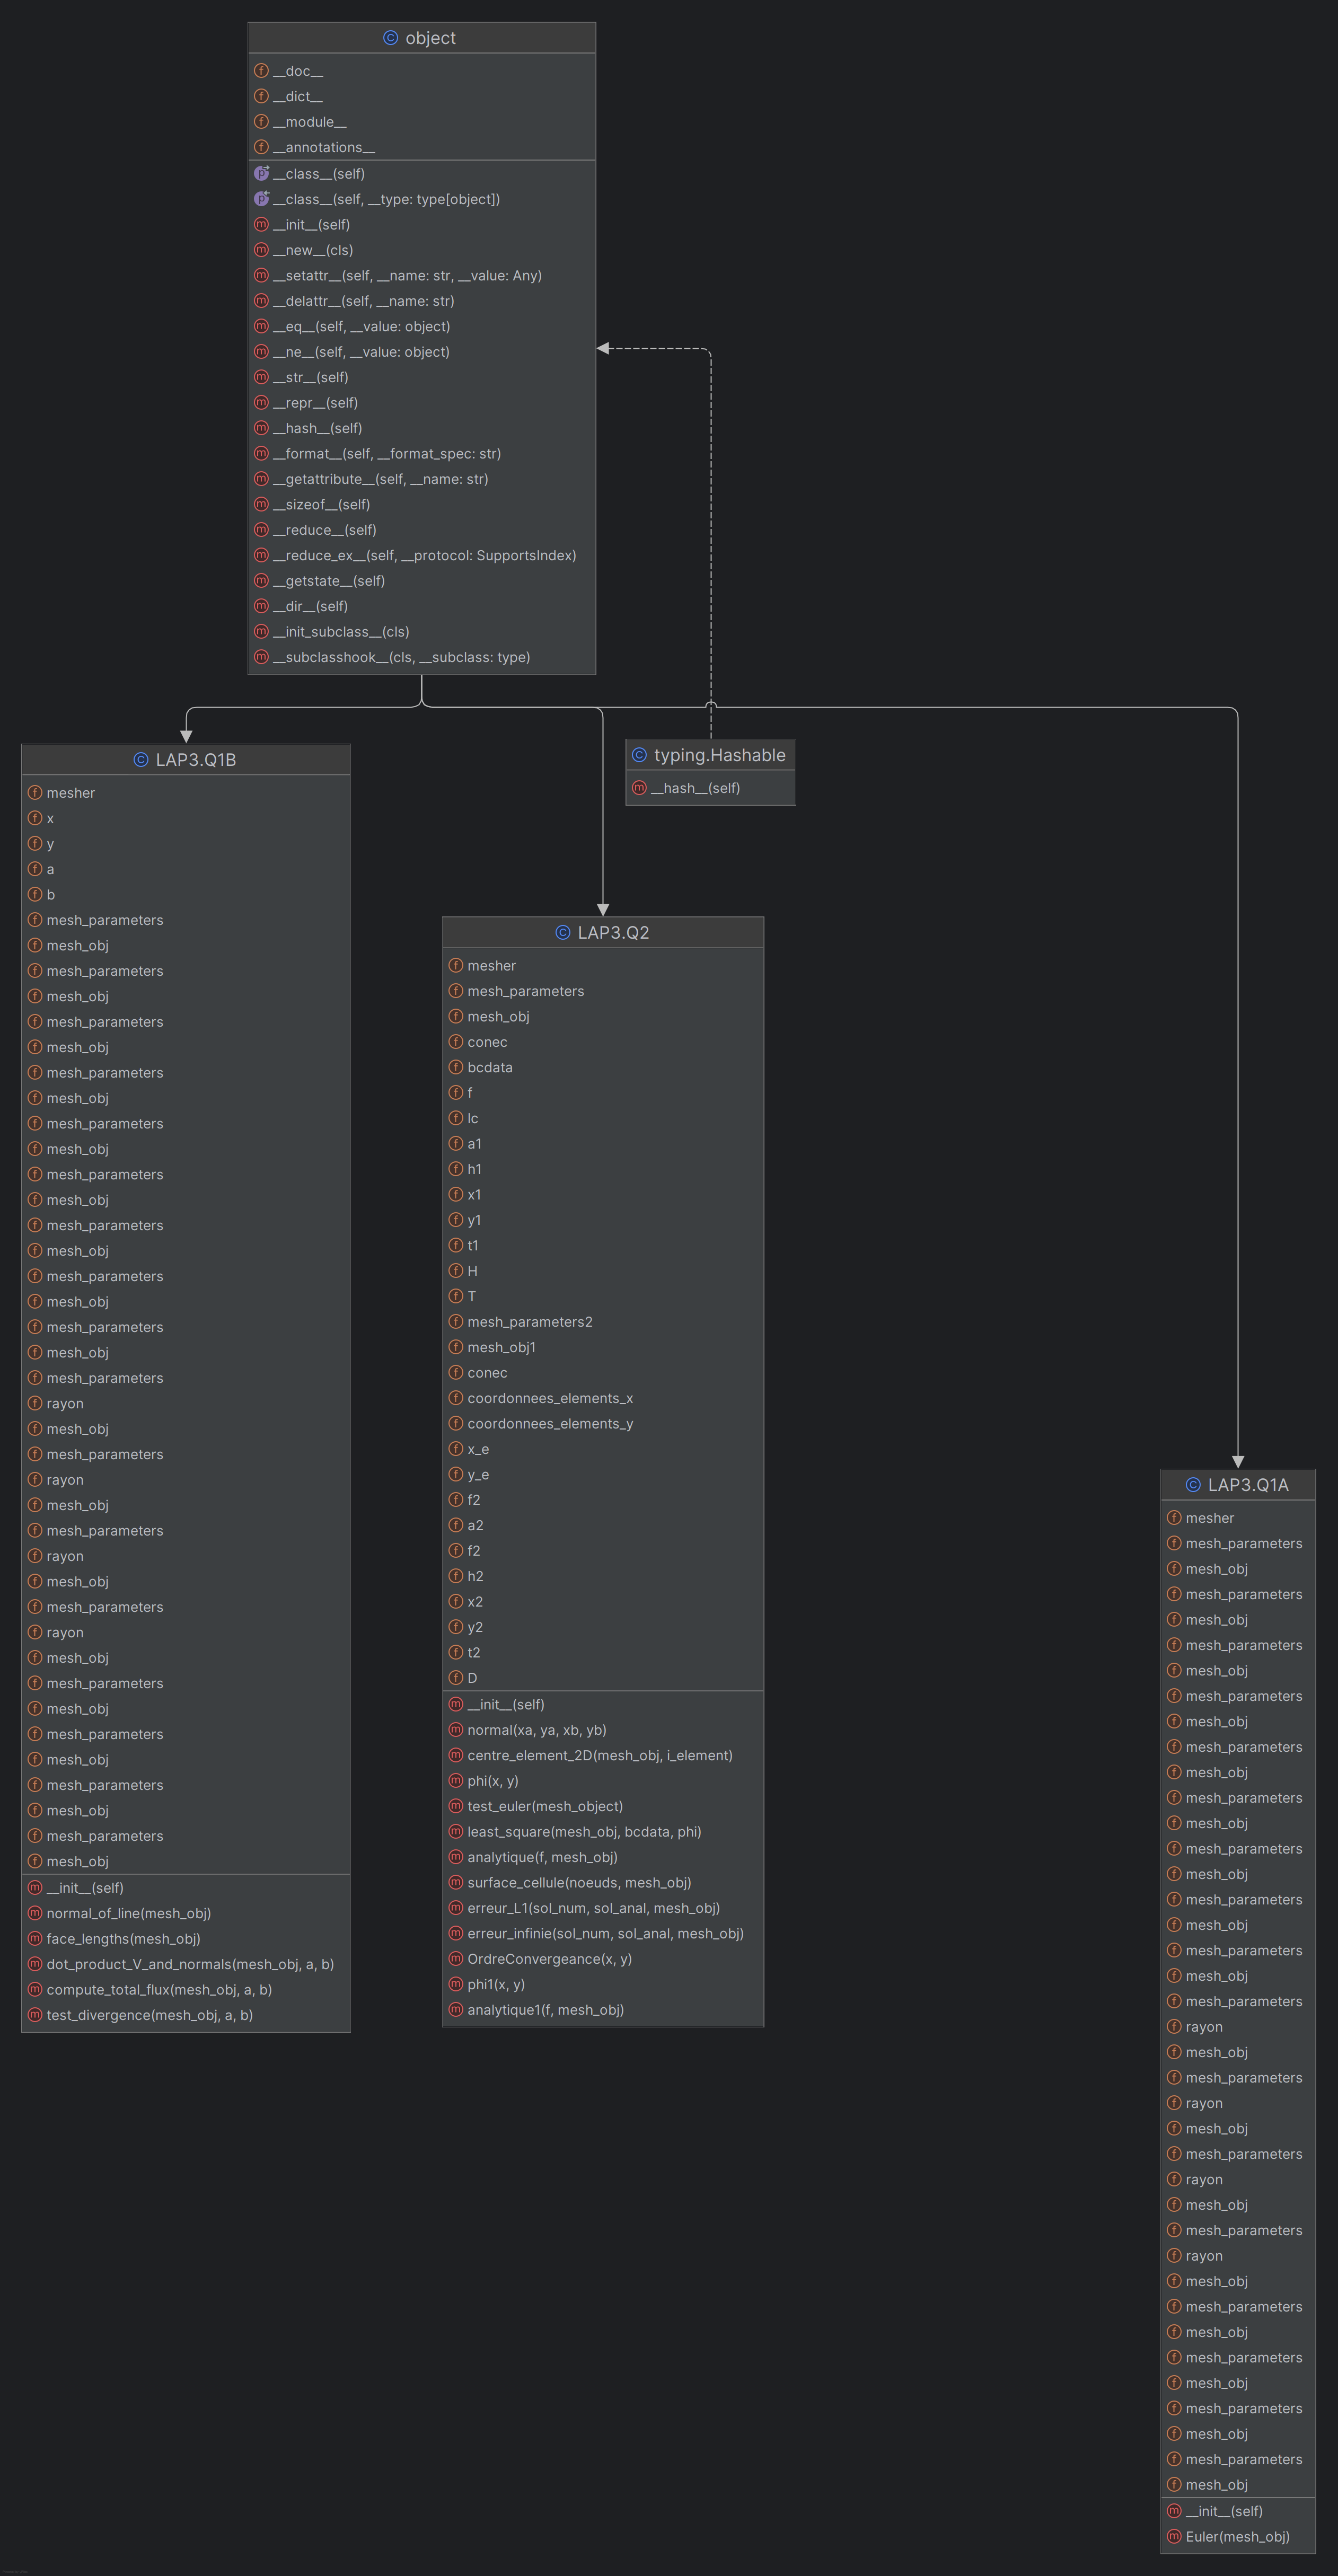 object
__doc__
__dict__
__module__
__annotations__
__class__(self)
__class__(self, __type: type[object])
__init__(self)
__new__(cls)
__setattr__(self, __name: str, __value: Any)
__delattr__(self, __name: str)
__eq__(self, __value: object)
__ne__(self, __value: object)
__str__(self)
__repr__(self)
__hash__(self)
__format__(self, __format_spec: str)
__getattribute__(self, __name: str)
__sizeof__(self)
__reduce__(self)
__reduce_ex__(self, __protocol: SupportsIndex)
__getstate__(self)
__dir__(self)
__init_subclass__(cls)
__subclasshook__(cls, __subclass: type)
LAP3.Q1B
mesher
x
y
a
b
mesh_parameters
mesh_obj
mesh_parameters
mesh_obj
mesh_parameters
mesh_obj
mesh_parameters
mesh_obj
mesh_parameters
mesh_obj
mesh_parameters
mesh_obj
mesh_parameters
mesh_obj
mesh_parameters
mesh_obj
mesh_parameters
mesh_obj
mesh_parameters
rayon
mesh_obj
mesh_parameters
rayon
mesh_obj
mesh_parameters
rayon
mesh_obj
mesh_parameters
rayon
mesh_obj
mesh_parameters
mesh_obj
mesh_parameters
mesh_obj
mesh_parameters
mesh_obj
mesh_parameters
mesh_obj
__init__(self)
normal_of_line(mesh_obj)
face_lengths(mesh_obj)
dot_product_V_and_normals(mesh_obj, a, b)
compute_total_flux(mesh_obj, a, b)
test_divergence(mesh_obj, a, b)
typing.Hashable
__hash__(self)
LAP3.Q2
mesher
mesh_parameters
mesh_obj
conec
bcdata
f
lc
a1
h1
x1
y1
t1
H
T
mesh_parameters2
mesh_obj1
conec
coordonnees_elements_x
coordonnees_elements_y
x_e
y_e
f2
a2
f2
h2
x2
y2
t2
D
__init__(self)
normal(xa, ya, xb, yb)
centre_element_2D(mesh_obj, i_element)
phi(x, y)
test_euler(mesh_object)
least_square(mesh_obj, bcdata, phi)
analytique(f, mesh_obj)
surface_cellule(noeuds, mesh_obj)
erreur_L1(sol_num, sol_anal, mesh_obj)
erreur_infinie(sol_num, sol_anal, mesh_obj)
OrdreConvergeance(x, y)
phi1(x, y)
analytique1(f, mesh_obj)
LAP3.Q1A
mesher
mesh_parameters
mesh_obj
mesh_parameters
mesh_obj
mesh_parameters
mesh_obj
mesh_parameters
mesh_obj
mesh_parameters
mesh_obj
mesh_parameters
mesh_obj
mesh_parameters
mesh_obj
mesh_parameters
mesh_obj
mesh_parameters
mesh_obj
mesh_parameters
rayon
mesh_obj
mesh_parameters
rayon
mesh_obj
mesh_parameters
rayon
mesh_obj
mesh_parameters
rayon
mesh_obj
mesh_parameters
mesh_obj
mesh_parameters
mesh_obj
mesh_parameters
mesh_obj
mesh_parameters
mesh_obj
__init__(self)
Euler(mesh_obj)